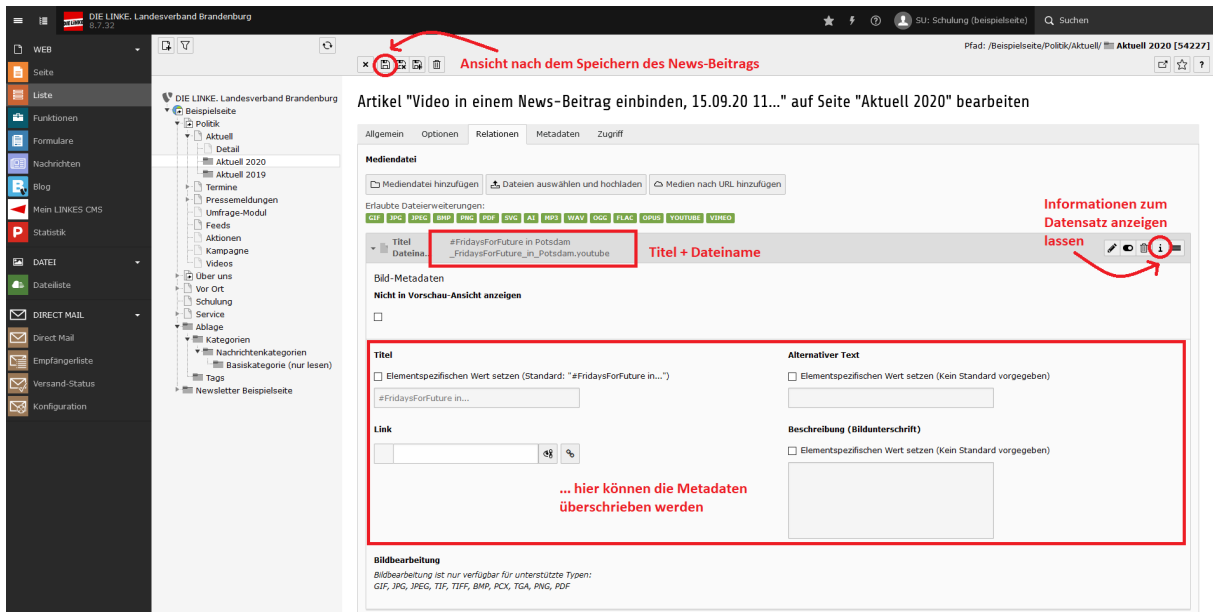 DIE LINKE. Landesverband Brandenburg
8.7.32
DIE LINKE.
SU: Schulung (beispielseite)
Suchen
WEB
Seite
Liste
Funktionen
Formulare
Nachrichten
Blog
Mein LINKES CMS
Statistik
DATEI
Dateiliste
DIRECT MAIL
Direct Mail
Empfängerliste
Versand-Status
Konfiguration
DIE LINKE. Landesverband Brandenburg
Beispielseite
Politik
Aktuell
Detail
Aktuell 2020
Aktuell 2019
Termine
Pressemeldungen
Umfrage-Modul
Feeds
Aktionen
Kampagne
Videos
Über uns
Vor Ort
Schulung
Service
Ablage
Kategorien
Nachrichtenkategorien
Basiskategorie (nur lesen)
Tags
Newsletter Beispielseite
Pfad: /Beispielseite/Politik/Aktuell/ Aktuell 2020 [54227]
Ansicht nach dem Speichern des News-Beitrags
Artikel "Video in einem News-Beitrag einbinden, 15.09.20 11..." auf Seite "Aktuell 2020" bearbeiten
Allgemein Optionen Relationen Metadaten Zugriff
Mediendatei
Mediendatei hinzufügen Dateien auswählen und hochladen Medien nach URL hinzufügen
Erlaubte Dateierweiterungen:
GIF JPG JPEG BMP PNG PDF SVG AI MP3 WAV OGG FLAC OPUS YOUTUBE VIMEO
Informationen zum
Datensatz anzeigen
lassen
Titel #FridaysForFuture in Potsdam
Dateina... _FridaysForFuture_in_Potsdam.youtube
Titel + Dateiname
Bild-Metadaten
Nicht in Vorschau-Ansicht anzeigen
Titel
Elementspezifischen Wert setzen (Standard: "#FridaysForFuture in...")
#FridaysForFuture in...
Alternativer Text
Elementspezifischen Wert setzen (Kein Standard vorgegeben)
Link
Beschreibung (Bildunterschrift)
Elementspezifischen Wert setzen (Kein Standard vorgegeben)
... hier können die Metadaten
überschrieben werden
Bildbearbeitung
Bildbearbeitung ist nur verfügbar für unterstützte Typen:
GIF, JPG, JPEG, TIF, TIFF, BMP, PCX, TGA, PNG, PDF